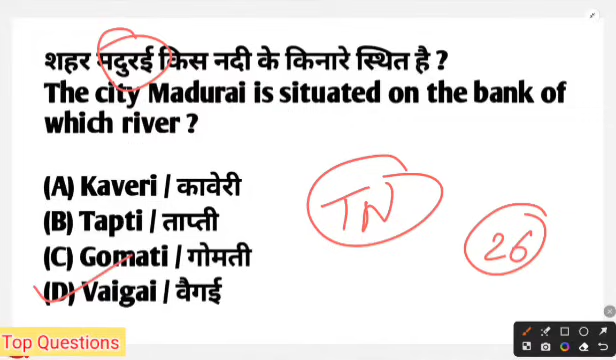 शहर मदुरई किस नदी के किनारे स्थित है ?
The city Madurai is situated on the bank of
which river ?
(A) Kaveri / कावेरी
(B) Tapti / ताप्ती
(C) Gomati / गोमती
(D) Vaigai / वैगई
TN
26
Top Questions